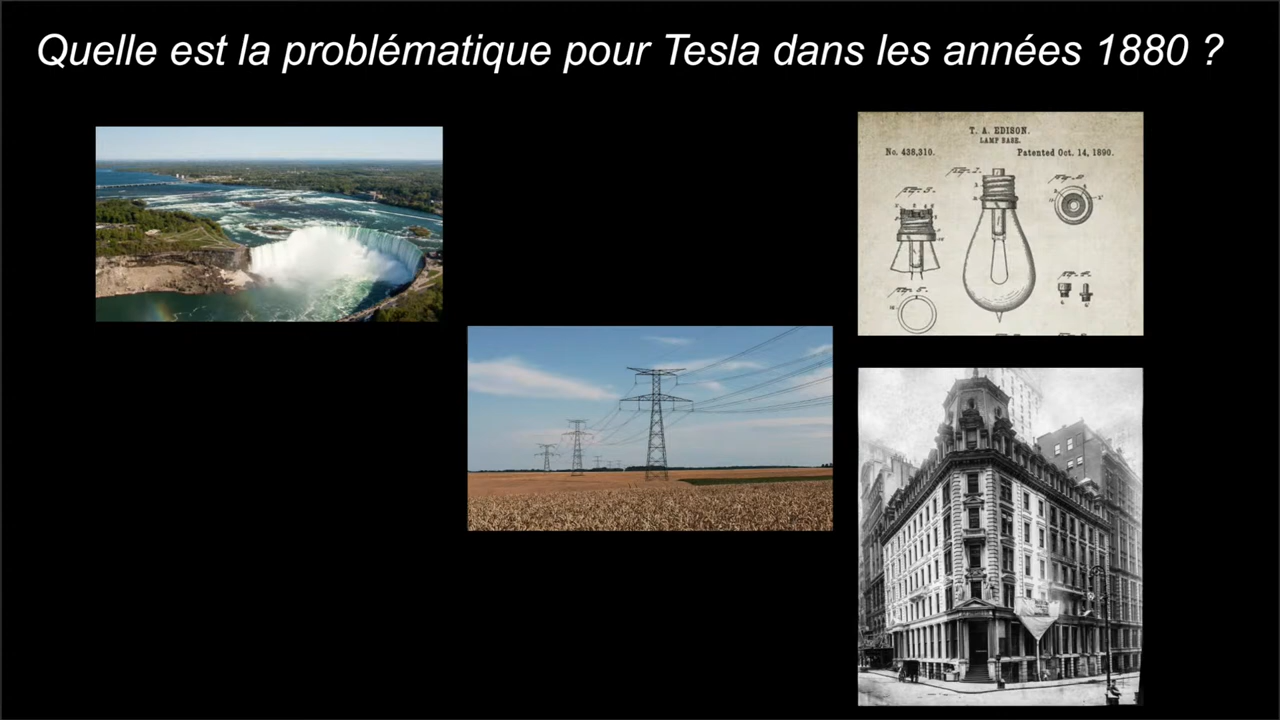 Quelle est la problématique pour Tesla dans les années 1880 ?
T. A. EDISON.
LAMP BASE.
No. 438,310.
Patented Oct. 14, 1890.